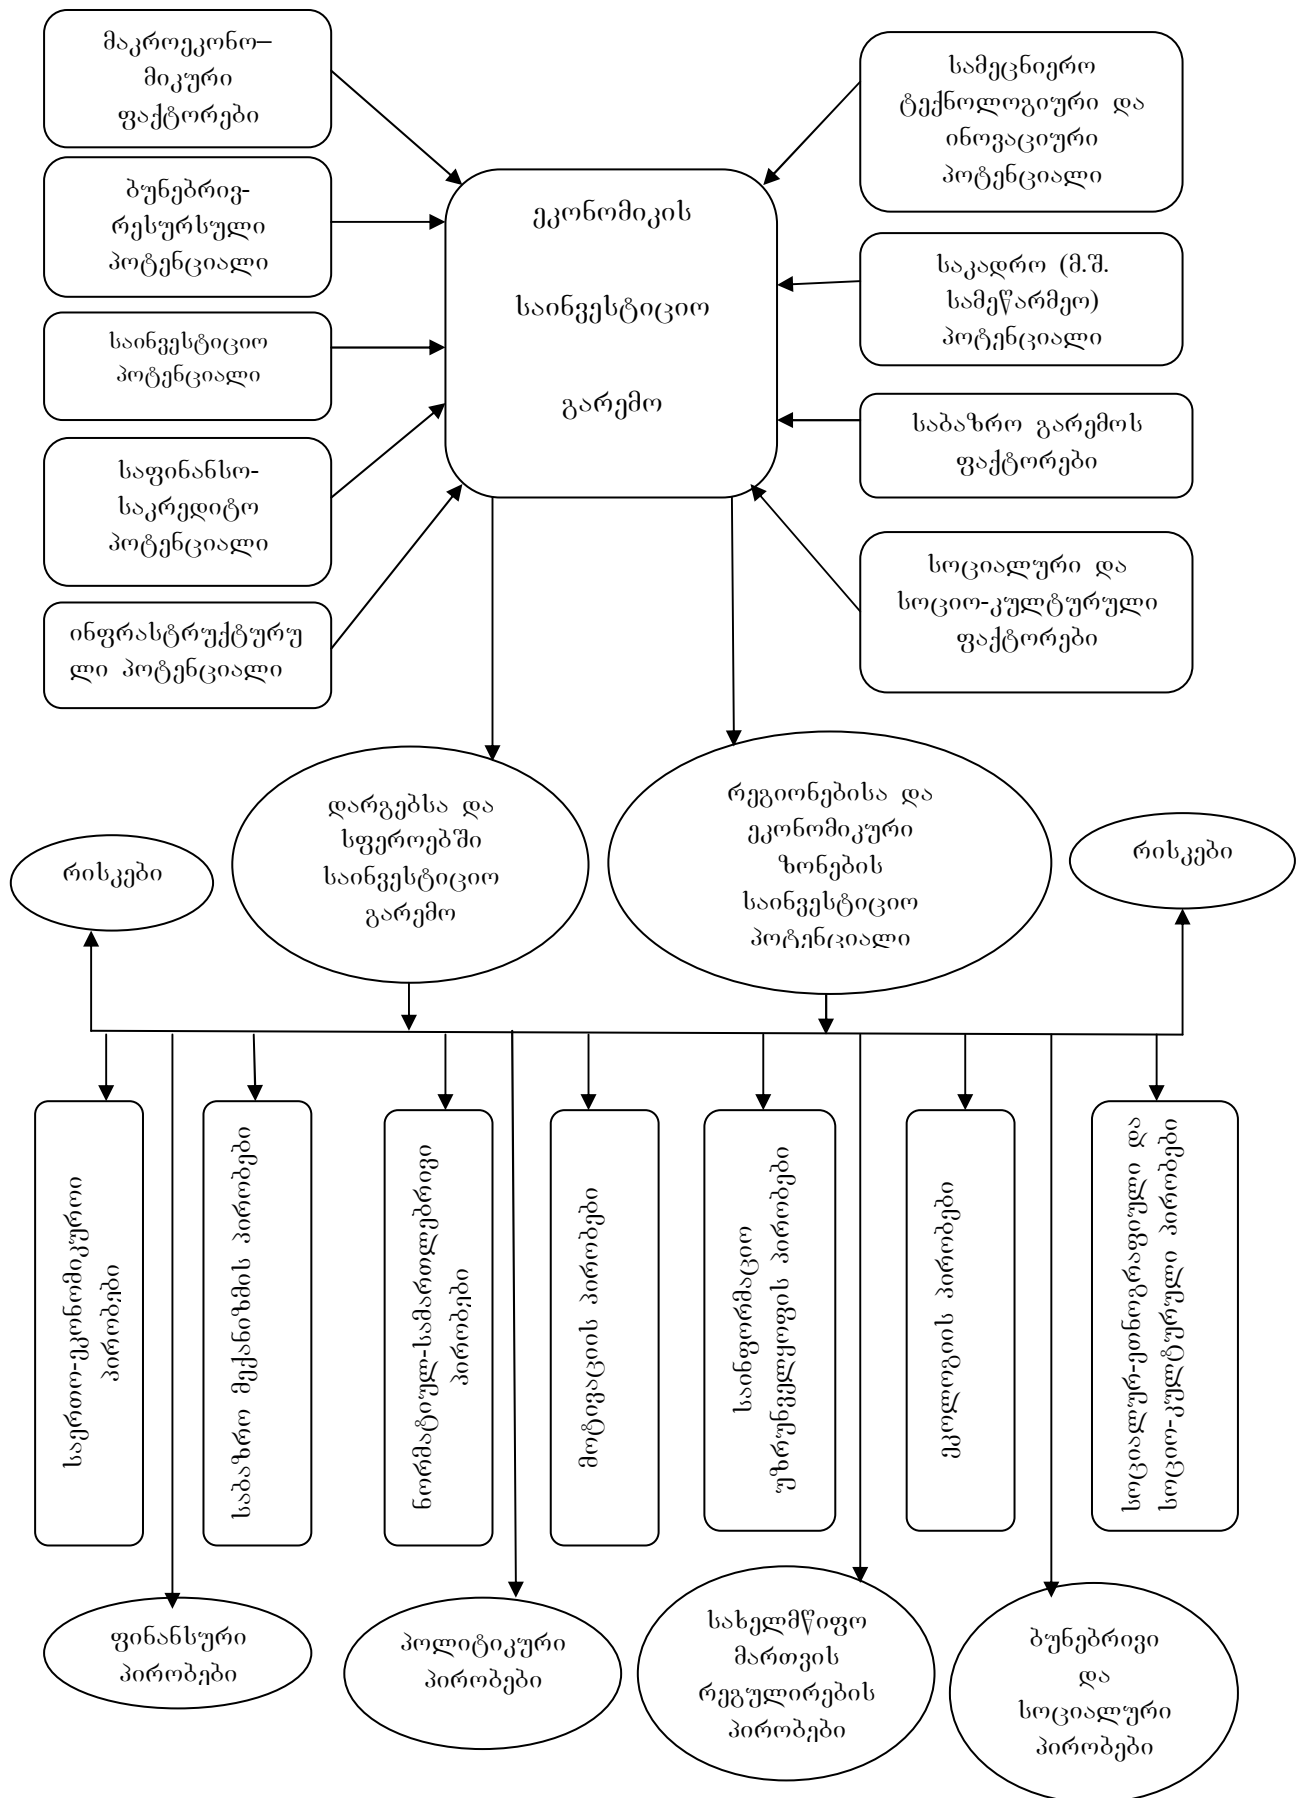 მაკროეკონო–
მიკური
ფაქტორები
ბუნებრივ-
რესურსული
პოტენციალი
საინვესტიციო
პოტენციალი
საფინანსო-
საკრედიტო
პოტენციალი
ინფრასტრუქტურუ
ლი პოტენციალი
ეკონომიკის
საინვესტიციო
გარემო
სამეცნიერო
ტექნოლოგიური და
ინოვაციური
პოტენციალი
საკადრო (მ.შ.
სამეწარმეო)
პოტენციალი
საბაზრო გარემოს
ფაქტორები
სოციალური და
სოციო-კულტურული
ფაქტორები
რისკები
დარგებსა და
სფეროებში
საინვესტიციო
გარემო
რეგიონებისა და
ეკონომიკური
ზონების
საინვესტიციო
პოტენციალი
რისკები
საერთო-ეკონომიკუროი
პირობები
საბაზრო მექანიზმის პირობები
ნორმატიულ-სამართლებრივი
პირობები
მოტივაციის პირობები
საინფორმაციო
უზრუნველყოფის პირობები
ეკოლოგიის პირობები
სოციალურ-ეთნოგრაფიული და
სოციო-კულტურული პირობები
ფინანსური
პირობები
პოლიტიკური
პირობები
სახელმწიფო
მართვის
რეგულირების
პირობები
ბუნებრივი
და
სოციალური
პირობები